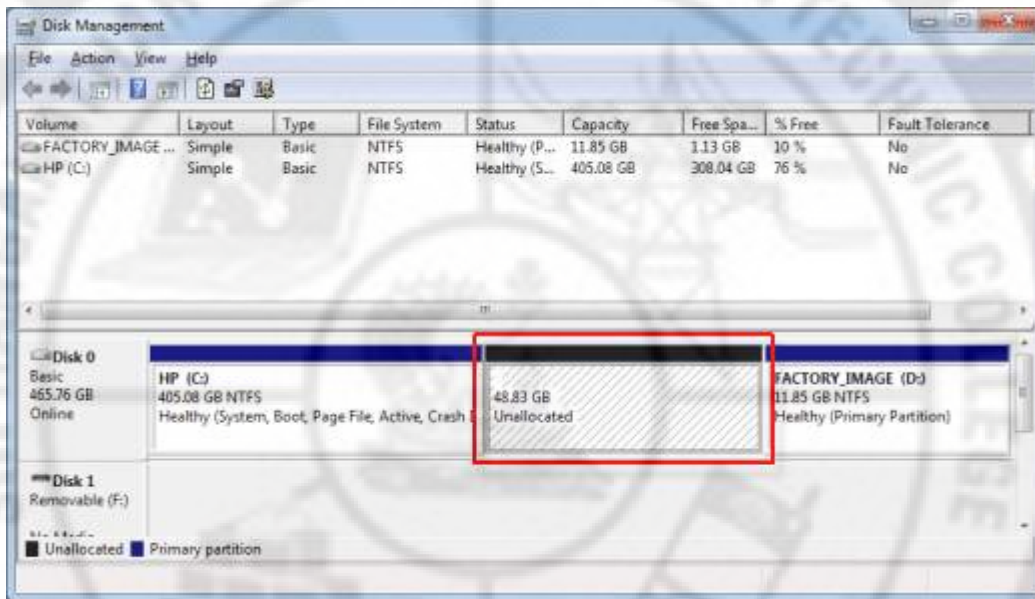 Disk Management
File Action View Help
Volume Layout Type File System Status Capacity Free Spa... % Free Fault Tolerance
FACTORY_IMAGE ... Simple Basic NTFS Healthy (P... 11.85 GB 1.13 GB 10 % No
HP (C:) Simple Basic NTFS Healthy (S... 405.08 GB 308.04 GB 76 % No
Disk 0
Basic
465.76 GB
Online
HP (C:)
405.08 GB NTFS
Healthy (System, Boot, Page File, Active, Crash
48.83 GB
Unallocated
FACTORY_IMAGE (D:)
11.85 GB NTFS
Healthy (Primary Partition)
Disk 1
Removable (F:)
Unallocated Primary partition
COLLEGE